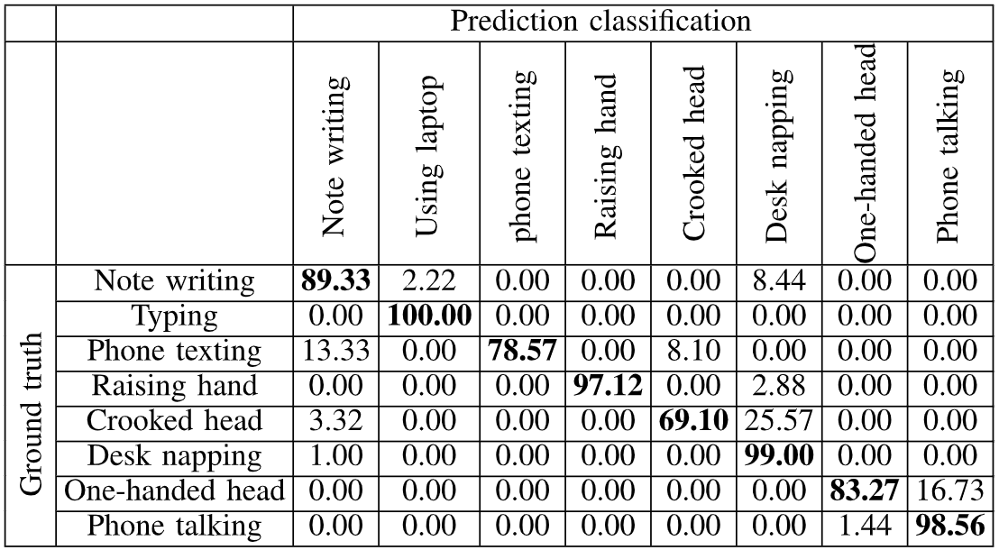 Prediction classification
Note writing Using laptop phone texting Raising hand Crooked head Desk napping One-handed head Phone talking
Ground truth
Note writing 89.33 2.22 0.00 0.00 0.00 8.44 0.00 0.00
Typing 0.00 100.00 0.00 0.00 0.00 0.00 0.00 0.00
Phone texting 13.33 0.00 78.57 0.00 8.10 0.00 0.00 0.00
Raising hand 0.00 0.00 0.00 97.12 0.00 2.88 0.00 0.00
Crooked head 3.32 0.00 0.00 0.00 69.10 25.57 0.00 0.00
Desk napping 1.00 0.00 0.00 0.00 0.00 99.00 0.00 0.00
One-handed head 0.00 0.00 0.00 0.00 0.00 0.00 83.27 16.73
Phone talking 0.00 0.00 0.00 0.00 0.00 0.00 1.44 98.56